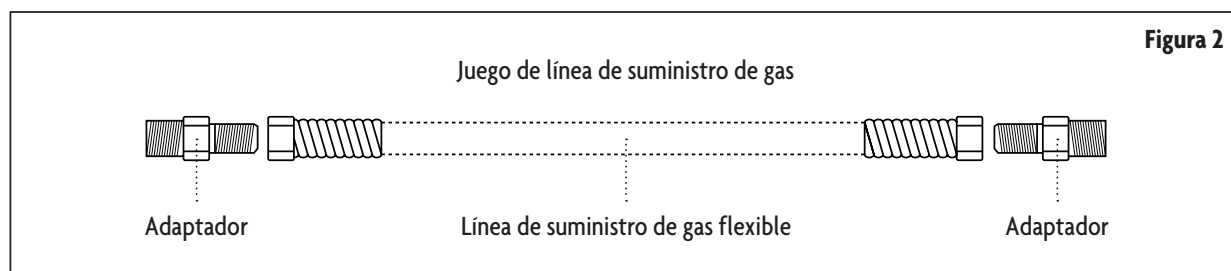 Figura 2
Juego de línea de suministro de gas
Adaptador
Línea de suministro de gas flexible
Adaptador